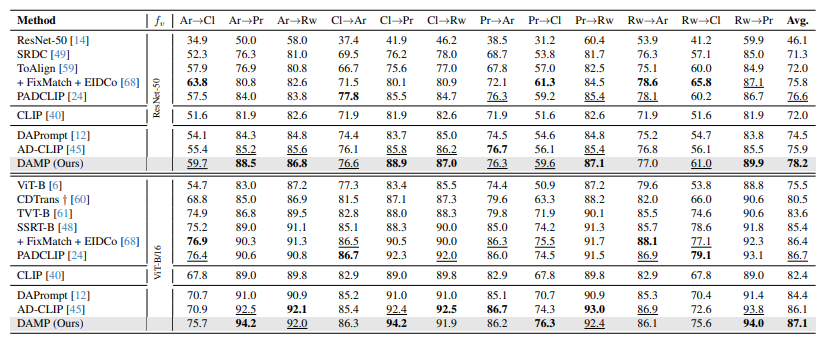 Method f_v Ar→Cl Ar→Pr Ar→Rw Cl→Ar Cl→Pr Cl→Rw Pr→Ar Pr→Cl Pr→Rw Rw→Ar Rw→Cl Rw→Pr Avg.
ResNet-50
ResNet-50 [14] 34.9 50.0 58.0 37.4 41.9 46.2 38.5 31.2 60.4 53.9 41.2 59.9 46.1
SRDC [49] 52.3 76.3 81.0 69.5 76.2 78.0 68.7 53.8 81.7 76.3 57.1 85.0 71.3
ToAlign [59] 57.9 76.9 80.8 66.7 75.6 77.0 67.8 57.0 82.5 75.1 60.0 84.9 72.0
+ FixMatch + EIDCo [68] 63.8 80.8 82.6 71.5 80.1 80.9 72.1 61.3 84.5 78.6 65.8 87.1 75.8
PADCLIP [24] 57.5 84.0 83.8 77.8 85.5 84.7 76.3 59.2 85.4 78.1 60.2 86.7 76.6
CLIP [40] 51.6 81.9 82.6 71.9 81.9 82.6 71.9 51.6 82.6 71.9 51.6 81.9 72.0
DAPrompt [12] 54.1 84.3 84.8 74.4 83.7 85.0 74.5 54.6 84.8 75.2 54.7 83.8 74.5
AD-CLIP [45] 55.4 85.2 85.6 76.1 85.8 86.2 76.7 56.1 85.4 76.8 56.1 85.5 75.9
DAMP (Ours) 59.7 88.5 86.8 76.6 88.9 87.0 76.3 59.6 87.1 77.0 61.0 89.9 78.2
ViT-B/16
ViT-B [6] 54.7 83.0 87.2 77.3 83.4 85.5 74.4 50.9 87.2 79.6 53.8 88.8 75.5
CDTrans † [60] 68.8 85.0 86.9 81.5 87.1 87.3 79.6 63.3 88.2 82.0 66.0 90.6 80.5
TVT-B [61] 74.9 86.8 89.5 82.8 88.0 88.3 79.8 71.9 90.1 85.5 74.6 90.6 83.6
SSRT-B [48] 75.2 89.0 91.1 85.1 88.3 90.0 85.0 74.2 91.3 85.7 78.6 91.8 85.4
+ FixMatch + EIDCo [68] 76.9 90.3 91.3 86.5 90.5 90.0 86.3 75.5 91.7 88.1 77.1 92.3 86.4
PADCLIP [24] 76.4 90.6 90.8 86.7 92.3 92.0 86.0 74.5 91.5 86.9 79.1 93.1 86.7
CLIP [40] 67.8 89.0 89.8 82.9 89.0 89.8 82.9 67.8 89.8 82.9 67.8 89.0 82.4
DAPrompt [12] 70.7 91.0 90.9 85.2 91.0 91.0 85.1 70.7 90.9 85.3 70.4 91.4 84.4
AD-CLIP [45] 70.9 92.5 92.1 85.4 92.4 92.5 86.7 74.3 93.0 86.9 72.6 93.8 86.1
DAMP (Ours) 75.7 94.2 92.0 86.3 94.2 91.9 86.2 76.3 92.4 86.1 75.6 94.0 87.1